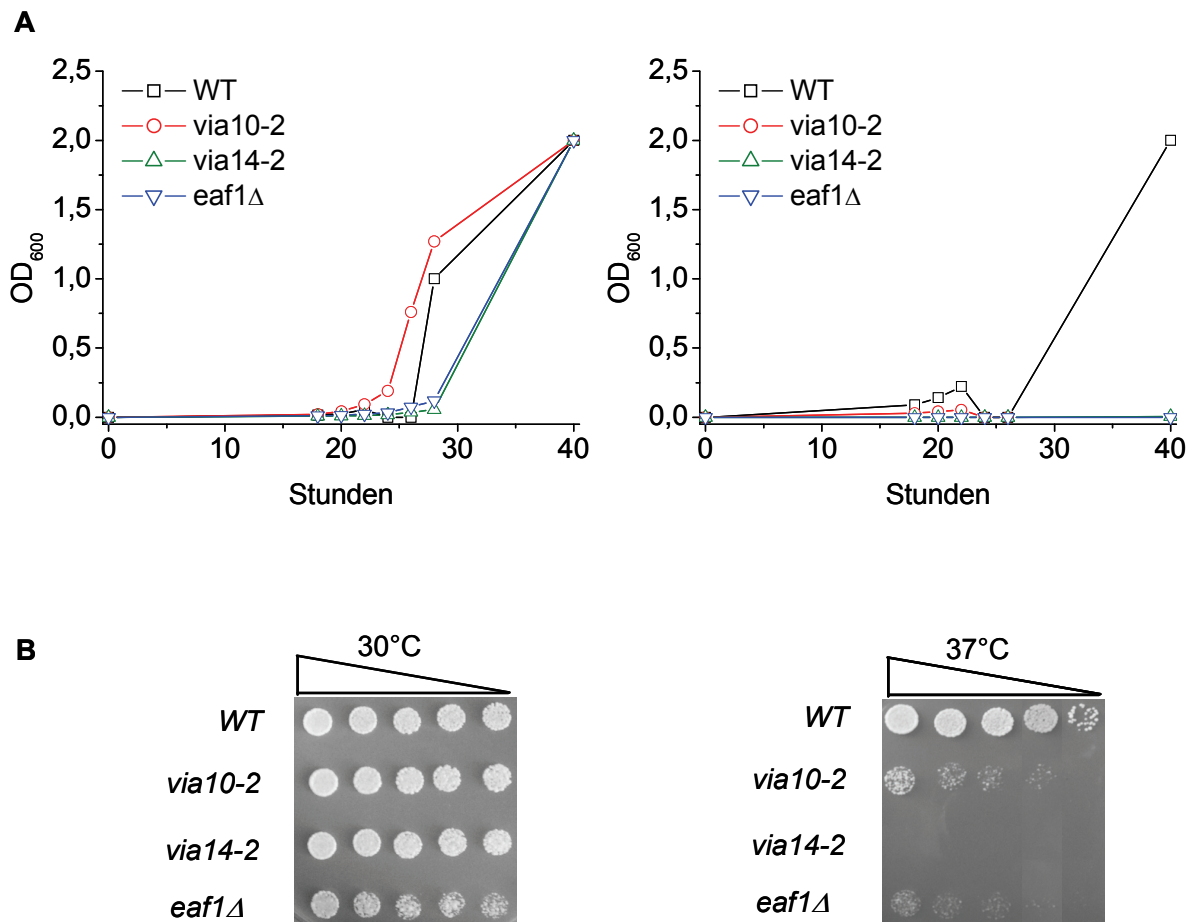 A
2,5
2,0
1,5
1,0
0,5
0,0
OD600
WT
via10-2
via14-2
eaf1Δ
0 10 20 30 40
Stunden
2,5
2,0
1,5
1,0
0,5
0,0
OD600
WT
via10-2
via14-2
eaf1Δ
0 20 20 30 40
Stunden
B
30°C
WT
via10-2
via14-2
eaf1Δ
37°C
WT
via10-2
via14-2
eaf1Δ